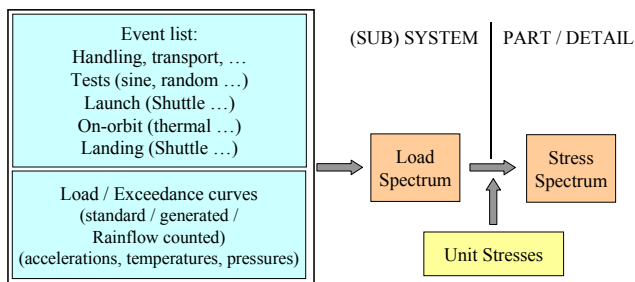 Event list:
Handling, transport, …
Tests (sine, random …)
Launch (Shuttle …)
On-orbit (thermal …)
Landing (Shuttle …)
Load / Exceedance curves
(standard / generated /
Rainflow counted)
(accelerations, temperatures, pressures)
(SUB) SYSTEM
PART / DETAIL
Load
Spectrum
Stress
Spectrum
Unit Stresses